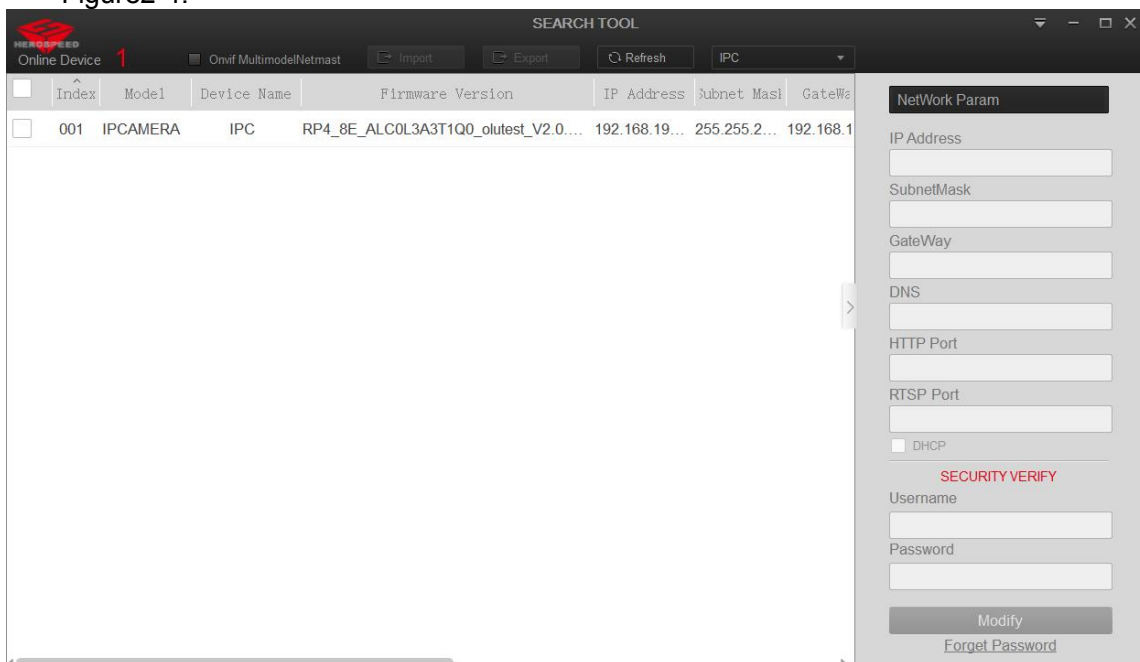 Figure2-4.
SEARCH TOOL
HEROSPEED
Online Device 1 Onvif MultimodelNetmast Import Export Refresh IPC
Index Model Device Name Firmware Version IP Address Subnet Mask GateWa
001 IPCAMERA IPC RP4_8E_ALC0L3A3T1Q0_olutest_V2.0.... 192.168.19... 255.255.2... 192.168.1
NetWork Param
IP Address
SubnetMask
GateWay
DNS
HTTP Port
RTSP Port
DHCP
SECURITY VERIFY
Username
Password
Modify
Forget Password